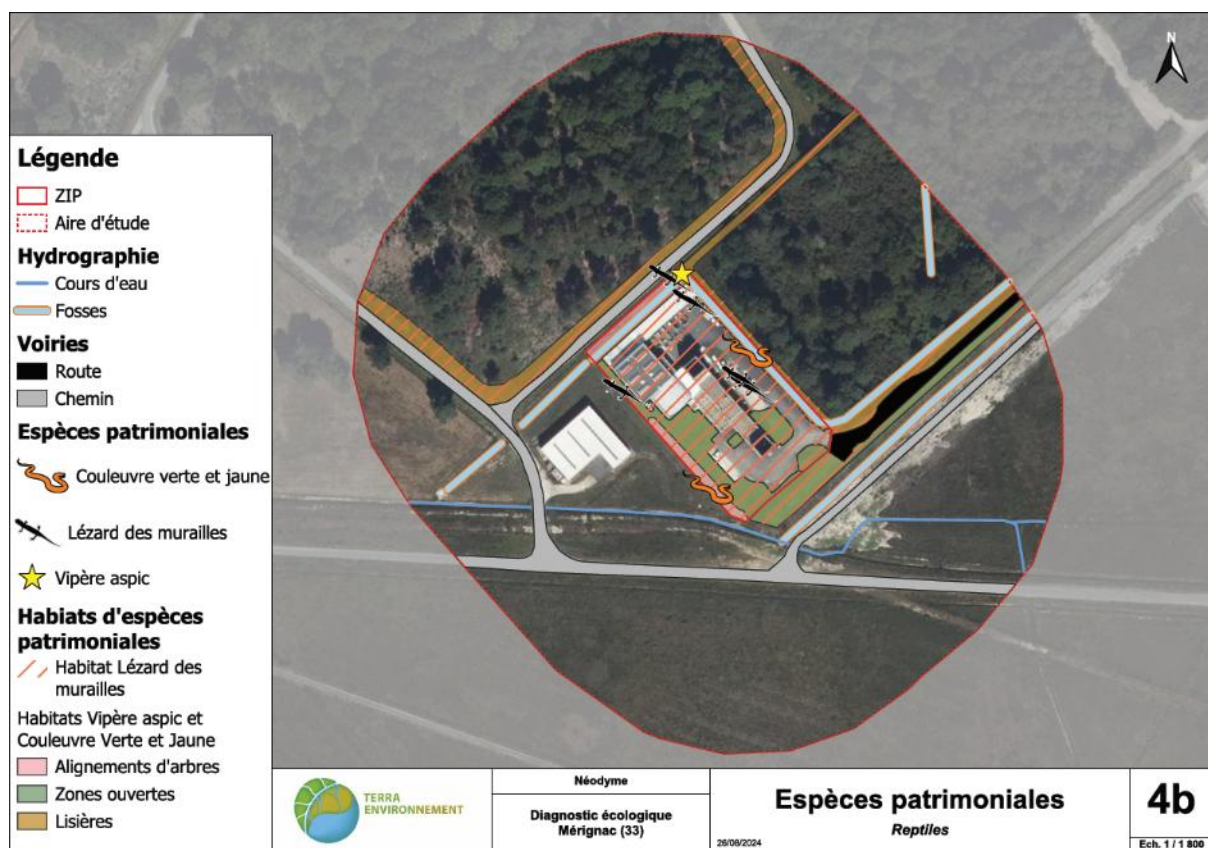 N
Légende
ZIP
Aire d'étude
Hydrographie
Cours d'eau
Fosses
Voiries
Route
Chemin
Espèces patrimoniales
Couleuvre verte et jaune
Lézard des murailles
Vipère aspic
Habiats d'espèces
patrimoniales
Habitat Lézard des
murailles
Habitats Vipère aspic et
Couleuvre Verte et Jaune
Alignements d'arbres
Zones ouvertes
Lisières
TERRA
ENVIRONNEMENT
Néodyme
Diagnostic écologique
Mérignac (33)
Espèces patrimoniales
Reptiles
26/08/2024
4b
Ech. 1 / 1 800